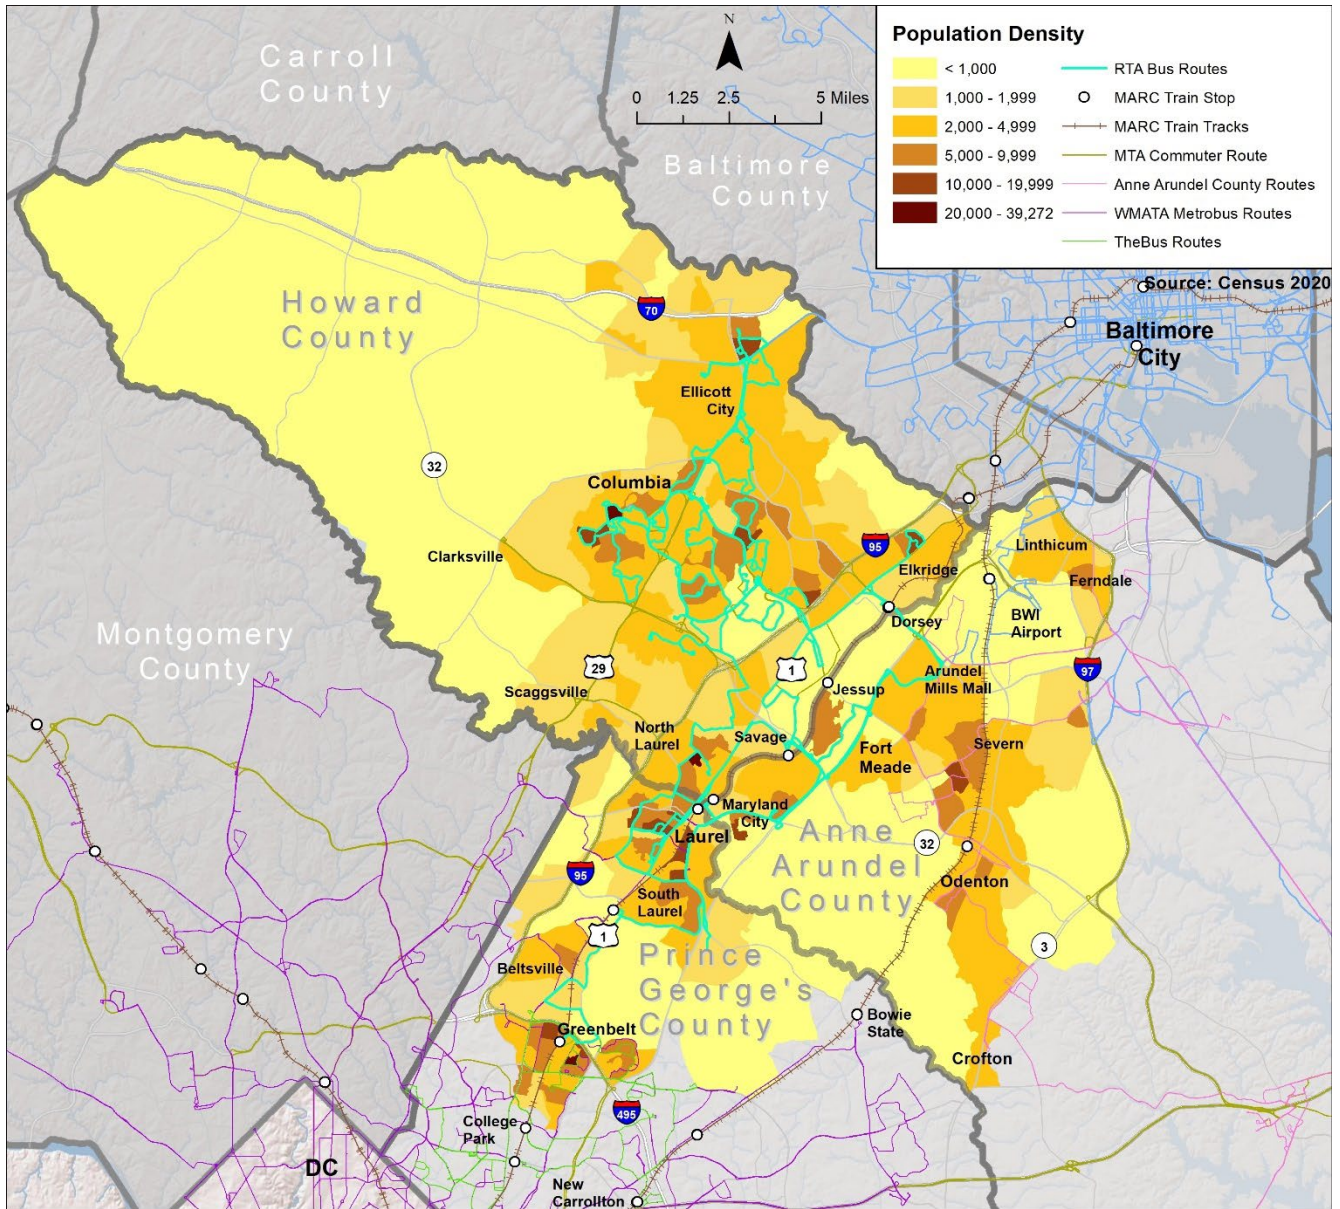 Population Density
< 1,000
1,000 - 1,999
2,000 - 4,999
5,000 - 9,999
10,000 - 19,999
20,000 - 39,272
RTA Bus Routes
MARC Train Stop
MARC Train Tracks
MTA Commuter Route
Anne Arundel County Routes
WMATA Metrobus Routes
TheBus Routes
Source: Census 2020
N
0 1.25 2.5 5 Miles
Carroll
County
Baltimore
County
Howard
County
70
Baltimore
City
Ellicott
City
32
Columbia
Clarksville
95
Elkridge
Linthicum
Ferndale
Dorsey
BWI
Airport
Montgomery
County
29
1
Jessup
Arundel
Mills Mall
97
Scaggsville
North
Laurel
Savage
Fort
Meade
Severn
Maryland
City
Laurel
Anne
Arundel
County
32
95
South
Laurel
Odenton
1
3
Beltsville
Prince
George's
County
Greenbelt
Bowie
State
Crofton
495
College
Park
DC
New
Carrollton